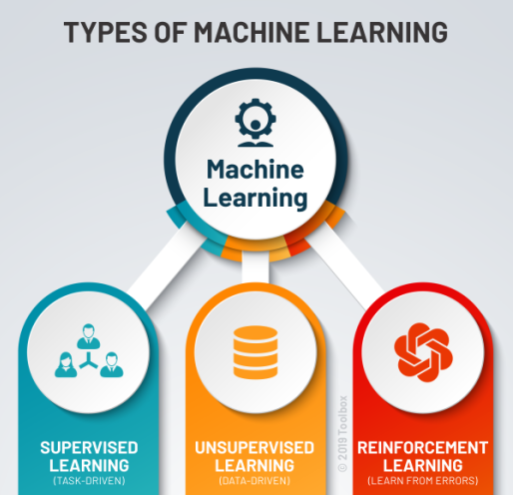 TYPES OF MACHINE LEARNING
Machine
Learning
SUPERVISED
LEARNING
(TASK-DRIVEN)
UNSUPERVISED
LEARNING
(DATA-DRIVEN)
REINFORCEMENT
LEARNING
(LEARN FROM ERRORS)
© 2019 Toolbox